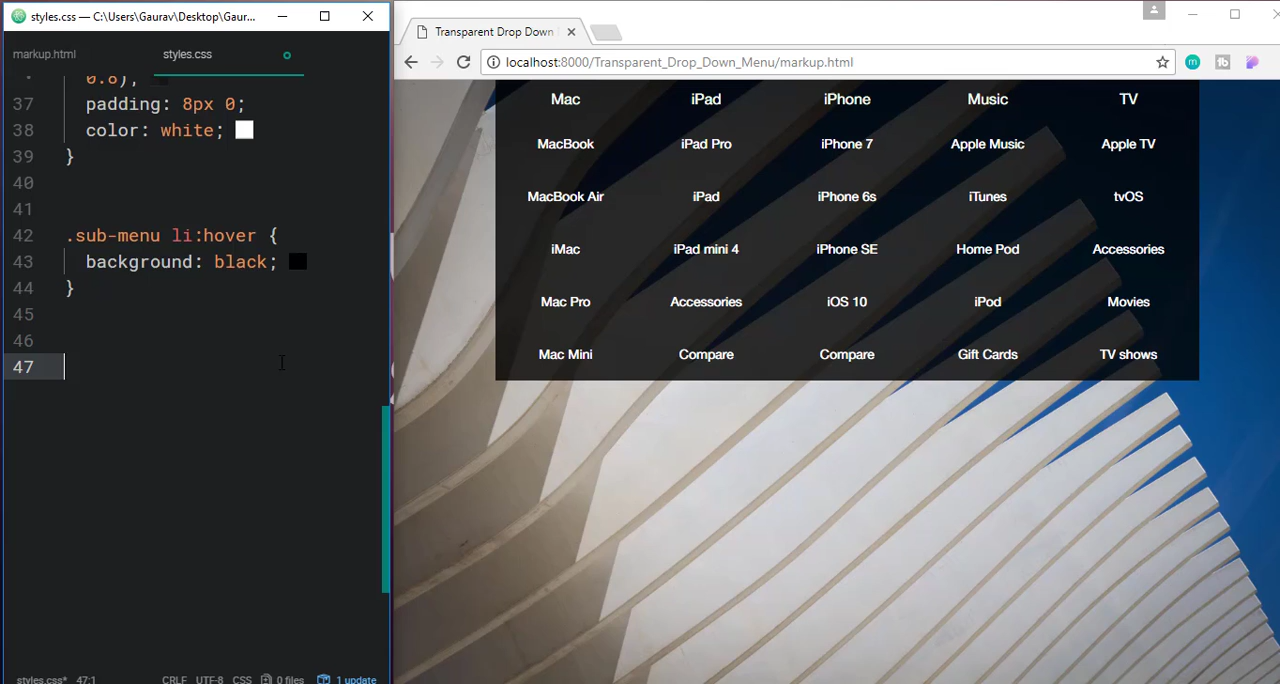 styles.css — C:\Users\Gaurav\Desktop\Gaur...
markup.html
styles.css
0.8),
37 padding: 8px 0;
38 color: white;
39 }
40
41
42 .sub-menu li:hover {
43 background: black;
44 }
45
46
47
styles.css* 47:1 CRLF UTF-8 CSS 0 files 1 update
Transparent Drop Down
localhost:8000/Transparent_Drop_Down_Menu/markup.html
Mac iPad iPhone Music TV
MacBook iPad Pro iPhone 7 Apple Music Apple TV
MacBook Air iPad iPhone 6s iTunes tvOS
iMac iPad mini 4 iPhone SE Home Pod Accessories
Mac Pro Accessories iOS 10 iPod Movies
Mac Mini Compare Compare Gift Cards TV shows